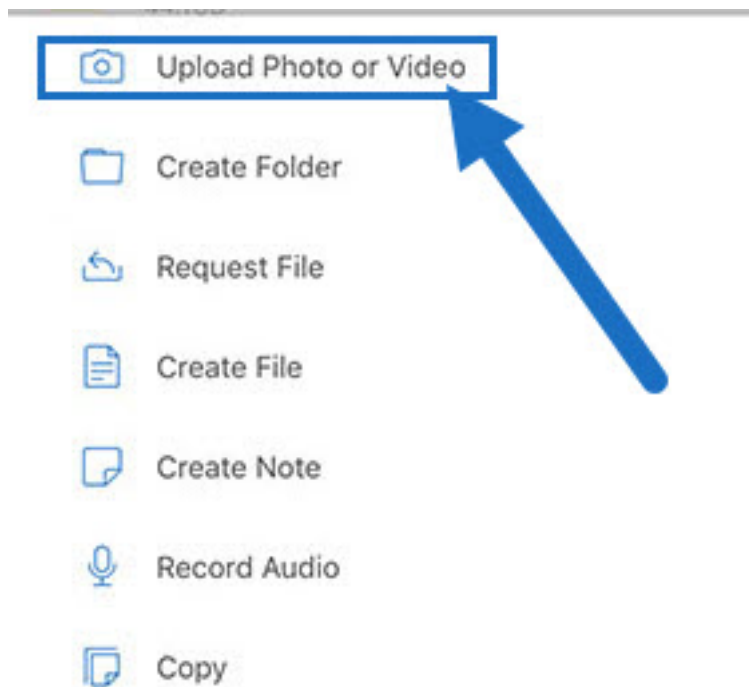 Upload Photo or Video
Create Folder
Request File
Create File
Create Note
Record Audio
Copy